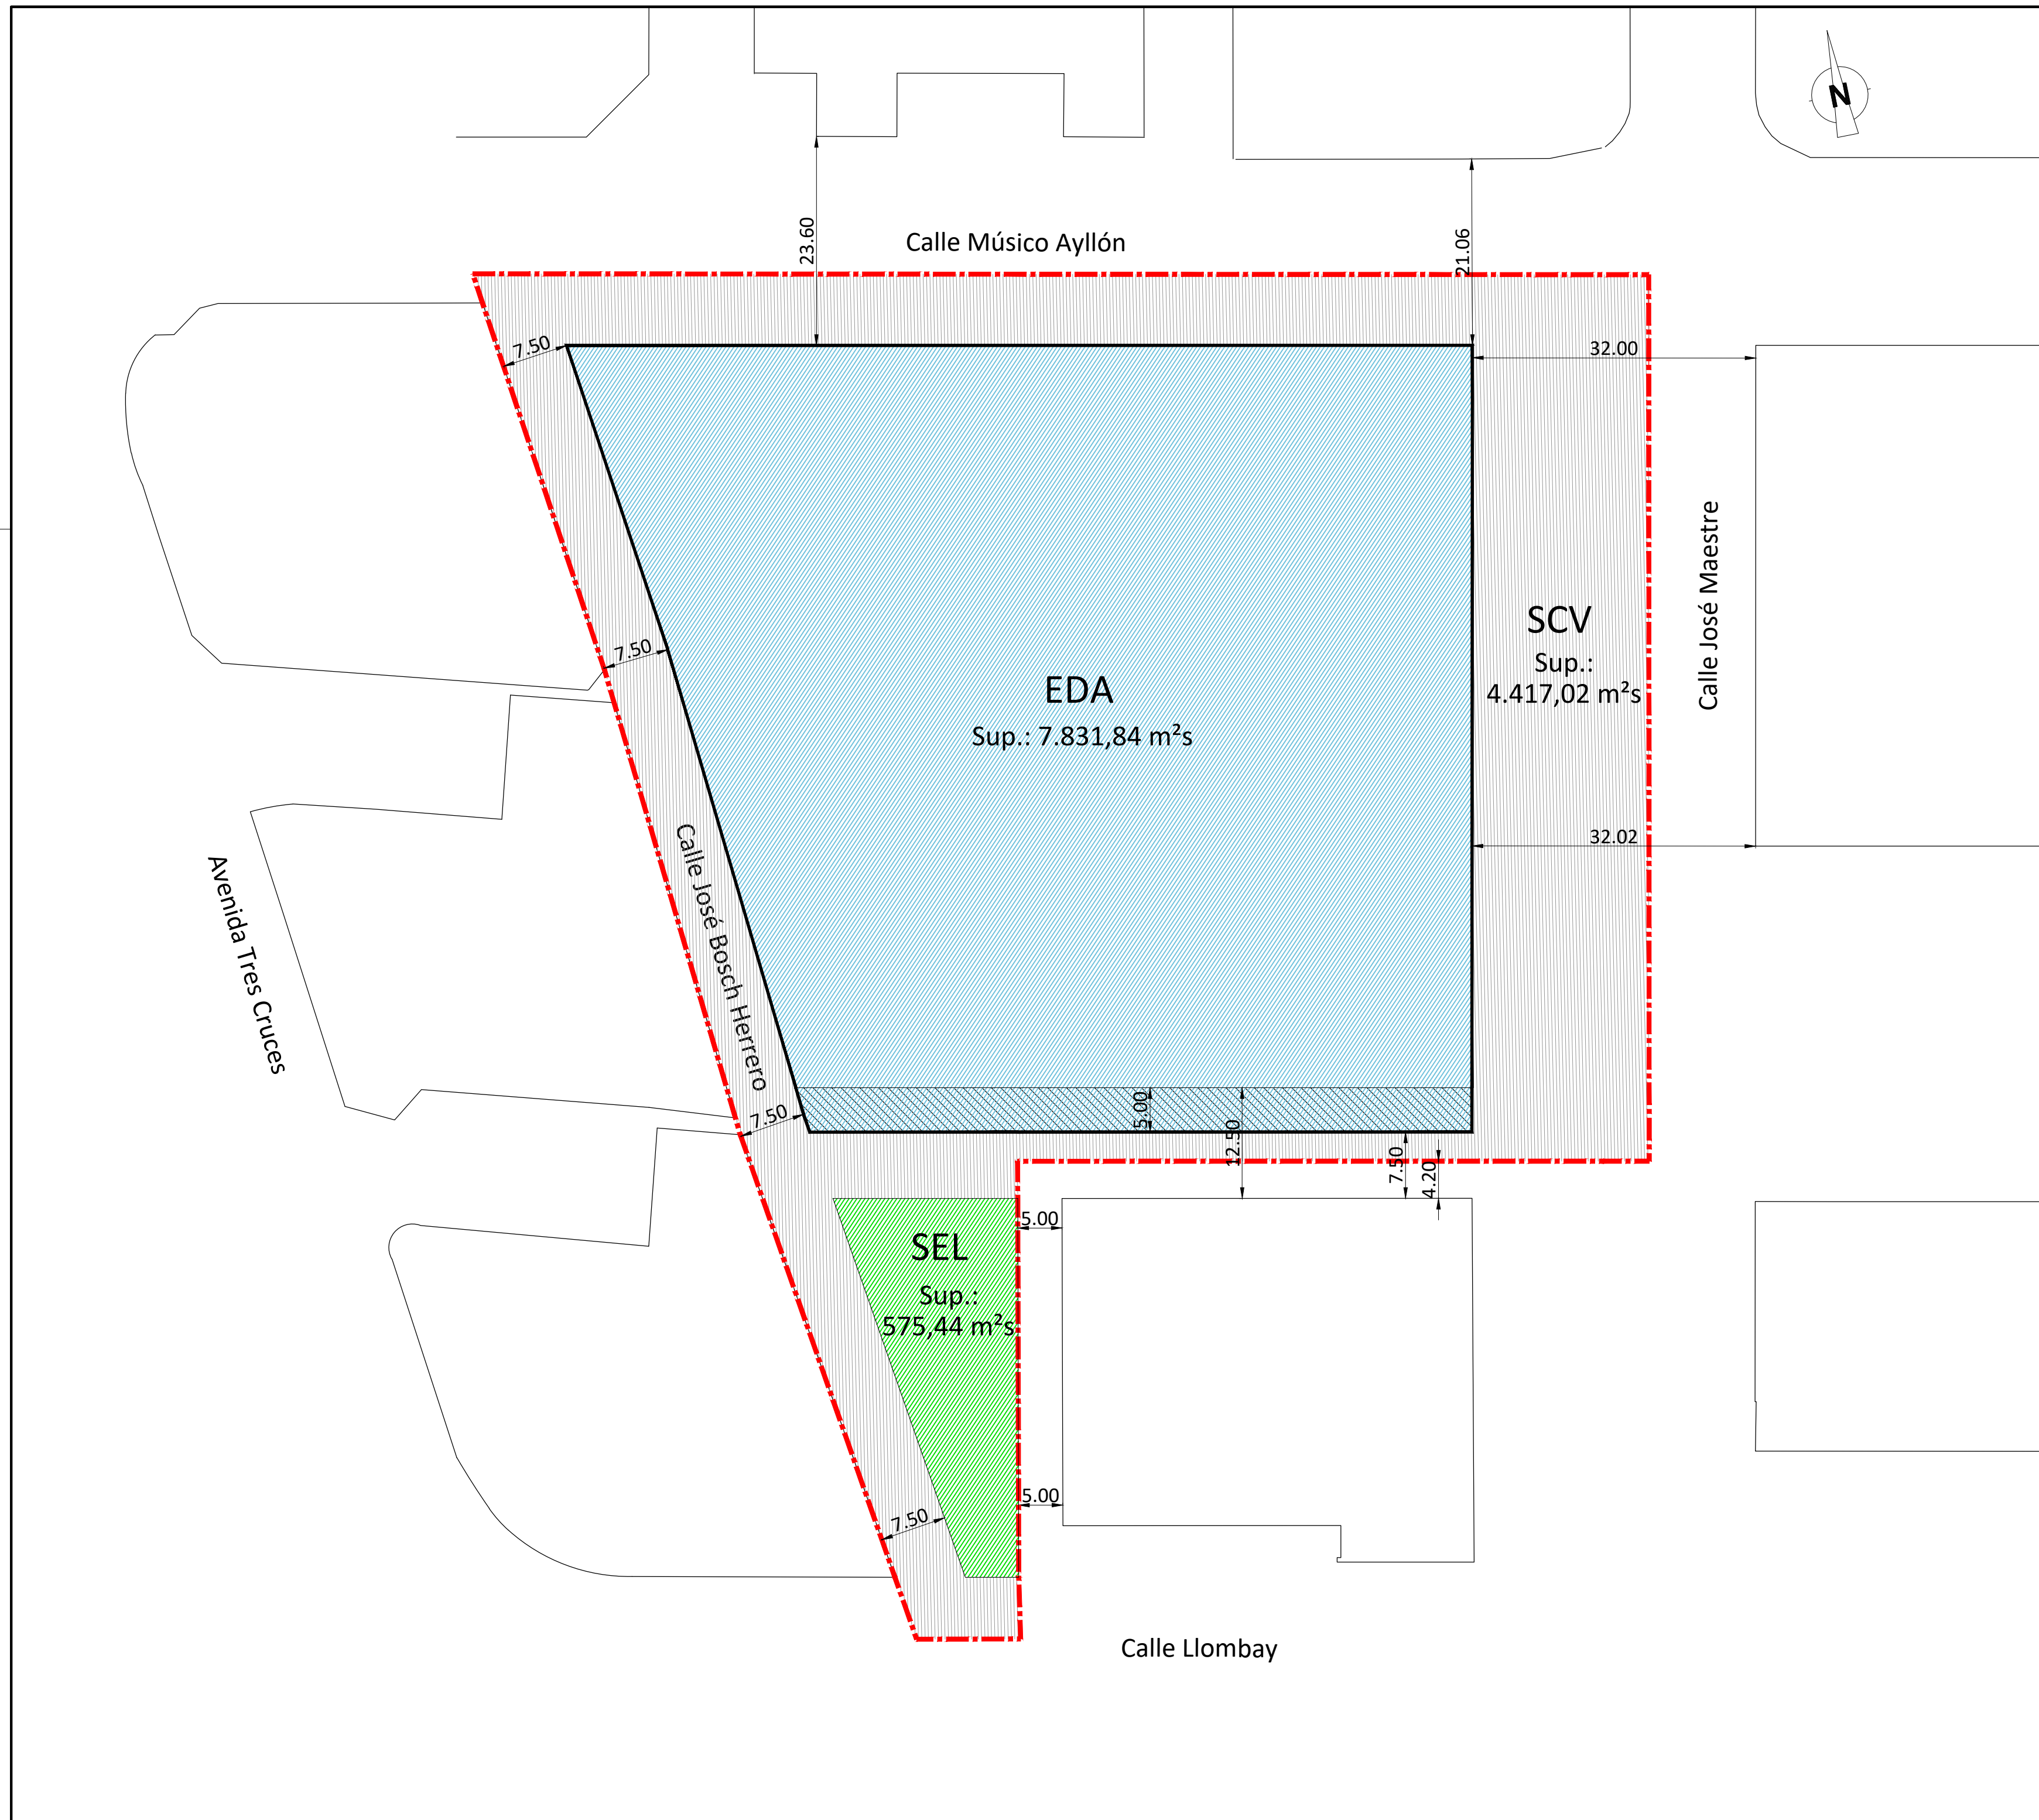 N
23.60
Calle Músico Ayllón
21.06
7.50
32.00
7.50
EDA
Sup.: 7.831,84 m²s
SCV
Sup.:
4.417,02 m²s
Calle José Maestre
32.02
Calle José Bosch Herrero
Avenida Tres Cruces
7.50
5.00
12.50
7.50
4.20
5.00
SEL
Sup.:
575,44 m²s
5.00
7.50
Calle Llombay